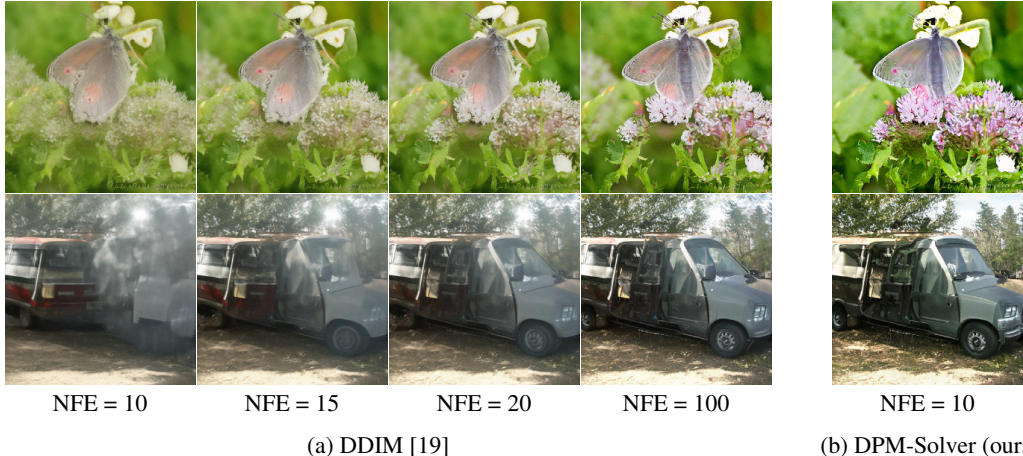 NFE = 10
NFE = 15
NFE = 20
NFE = 100
NFE = 10
(a) DDIM [19]
(b) DPM-Solver (our